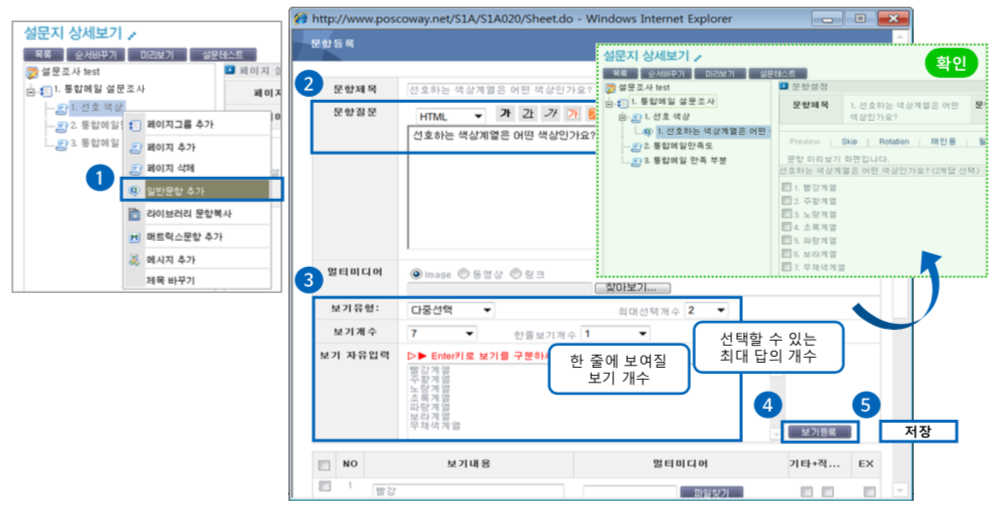 설문지 상세보기
목록 순서바꾸기 미리보기 설문테스트
설문조사 test
1. 통합메일 설문조사
1. 선호 색상
2. 통합메일
3. 통합메일
페이지
페이지그룹 추가
페이지 추가
페이지 삭제
1
일반문항 추가
라이브러리 문항복사
매트릭스문항 추가
메시지 추가
제목 바꾸기
http://www.poscoway.net/S1A/S1A020/Sheet.do - Windows Internet Explorer
문항등록
2
문항제목 선호하는 색상계열은 어떤 색상인가요?
문항질문 HTML 가 가 가 가
선호하는 색상계열은 어떤 색상인가요?
멀티미디어 Image 동영상 링크
찾아보기...
3
보기유형: 다중선택 최대선택개수 2
보기개수 7 한줄보기개수 1
보기 자유입력 ▷▶ Enter키로 보기를 구분하
빨강계열
주황계열
노랑계열
초록계열
파랑계열
보라계열
무채색계열
한 줄에 보여질
보기 개수
선택할 수 있는
최대 답의 개수
4
보기등록
5
저장
NO 보기내용 멀티미디어 기타+직... EX
1 빨강 파일찾기
설문지 상세보기
확인
목록 순서바꾸기 미리보기 설문테스트
설문조사 test
1. 통합메일 설문조사
1. 선호 색상
1. 선호하는 색상계열은 어떤
2. 통합메일만족도
3. 통합메일 만족 부분
문항설정
문항제목 1. 선호하는 색상계열은 어떤
색상인가요?
Preview Skip Rotation 재인용
문항 미리보기 화면입니다.
선호하는 색상계열은 어떤 색상인가요? (2개답 선택)
1. 빨강계열
2. 주황계열
3. 노랑계열
4. 초록계열
5. 파랑계열
6. 보라계열
7. 무채색계열